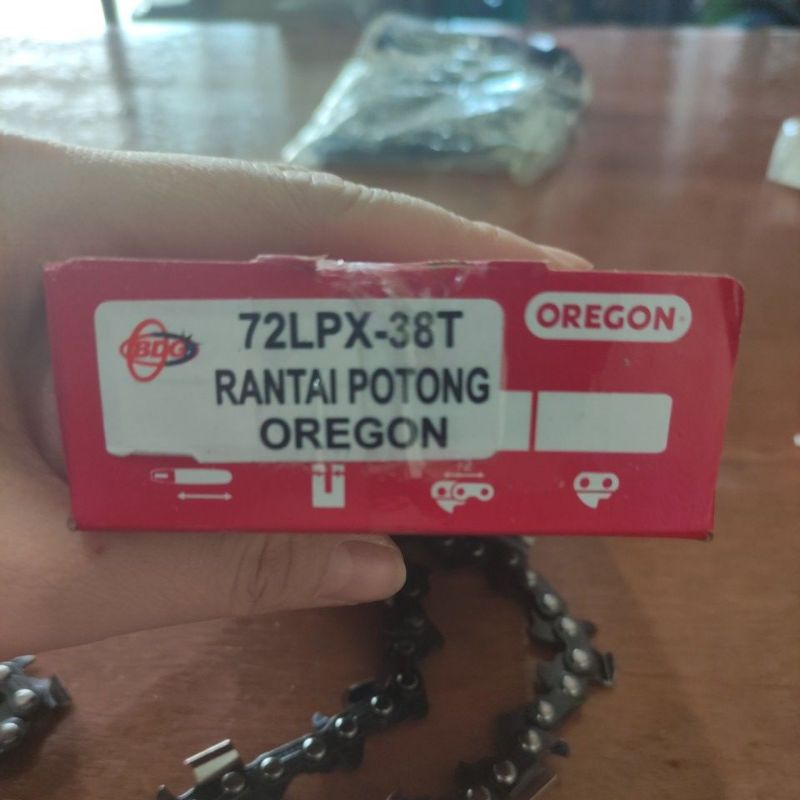 BDG
72LPX-38T
RANTAI POTONG
OREGON
OREGON